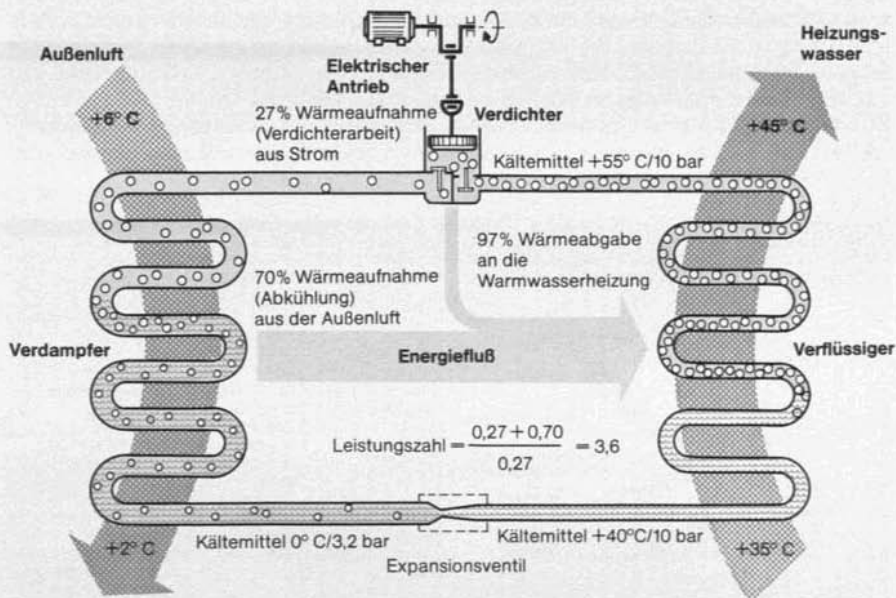 Außenluft
Elektrischer
Antrieb
Heizungs-
wasser
+6° C
27% Wärmeaufnahme
(Verdichterarbeit)
aus Strom
Verdichter
+45° C
Kältemittel +55° C/10 bar
70% Wärmeaufnahme
(Abkühlung)
aus der Außenluft
97% Wärmeabgabe
an die
Warmwasserheizung
Verdampfer
Energiefluß
Verflüssiger
Leistungszahl = 0,27 + 0,70 / 0,27 = 3,6
+2° C
Kältemittel 0° C/3,2 bar
Kältemittel +40°C/10 bar
+35° C
Expansionsventil